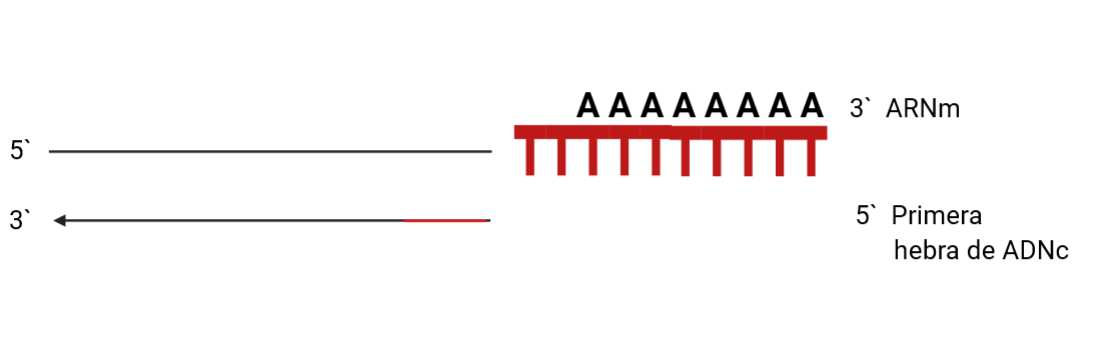 AAAAAAAA 3` ARNm
5`
3`
5` Primera
hebra de ADNc